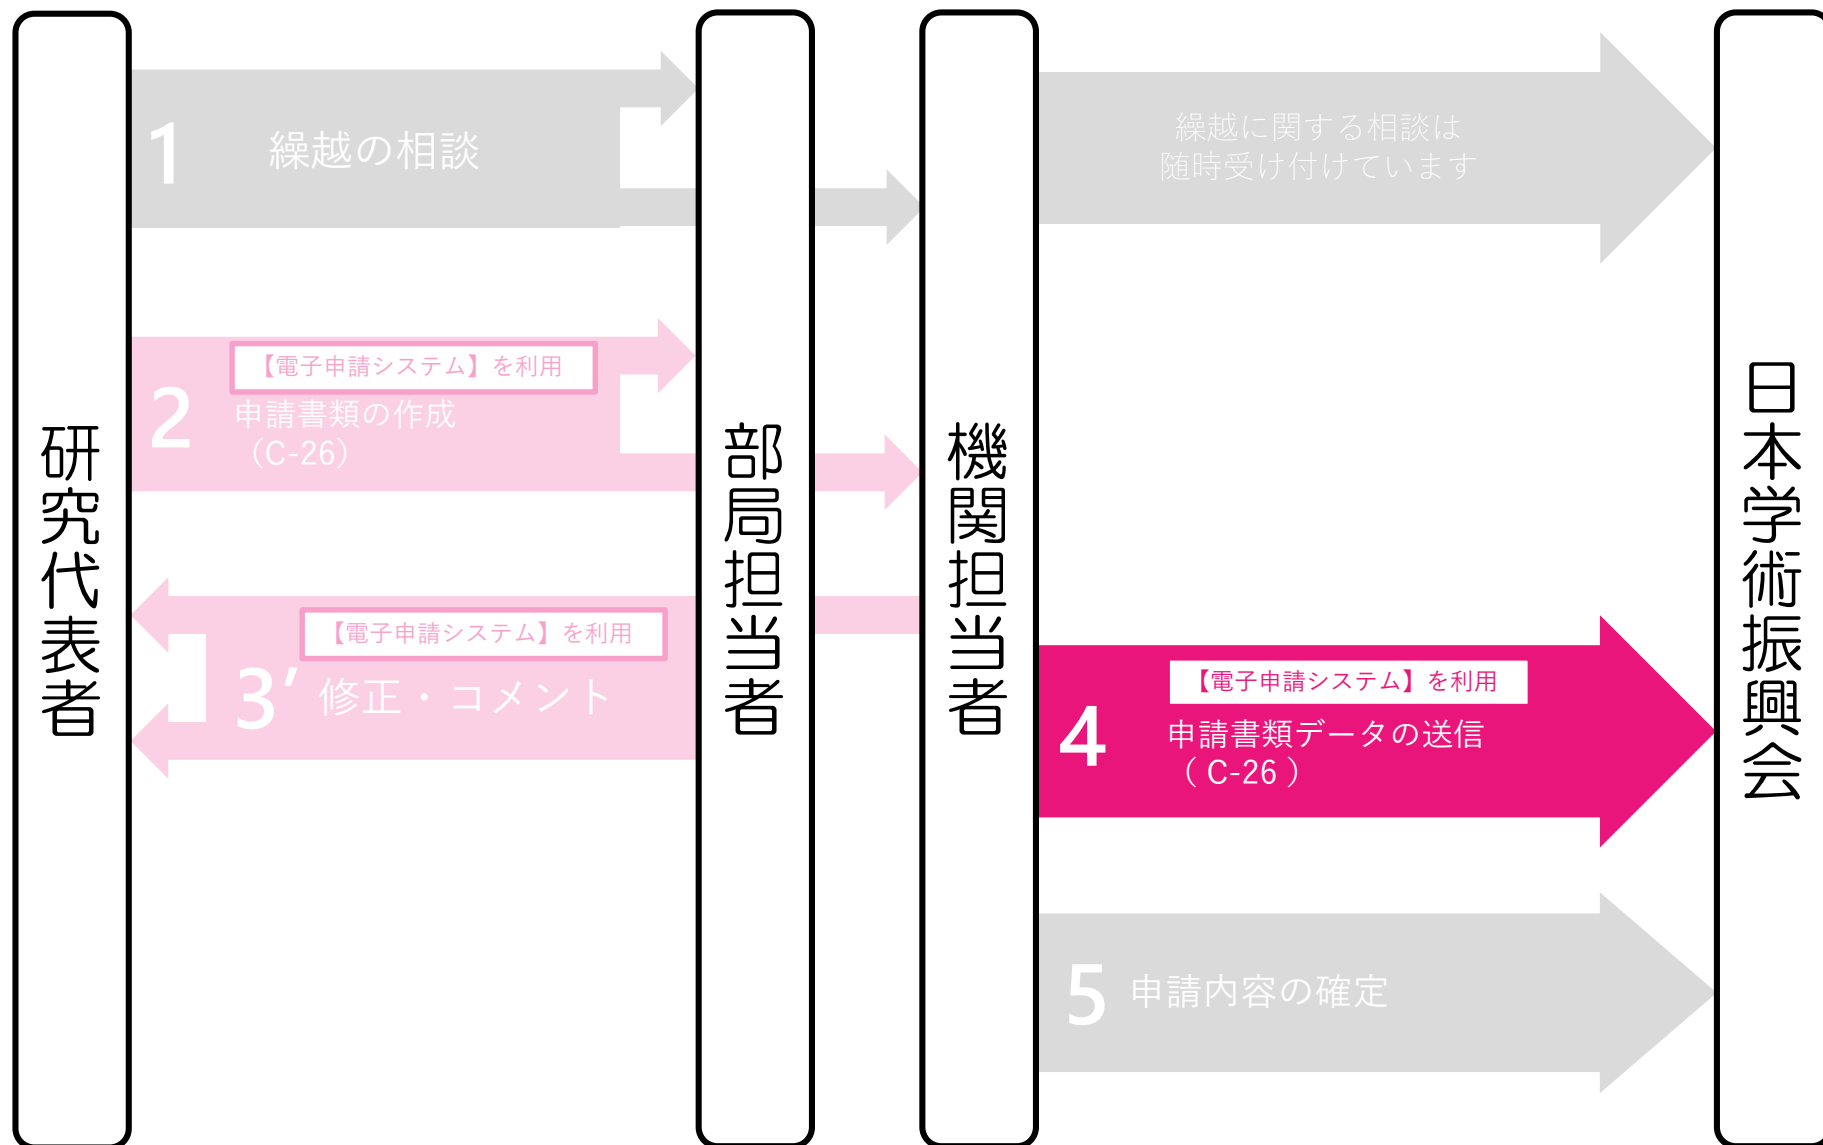 研究代表者
部局担当者
機関担当者
日本学術振興会
1 繰越の相談
繰越に関する相談は
随時受け付けています
2
【電子申請システム】を利用
申請書類の作成
（C-26）
【電子申請システム】を利用
3′ 修正・コメント
4
【電子申請システム】を利用
申請書類データの送信
（ C-26 ）
5 申請内容の確定